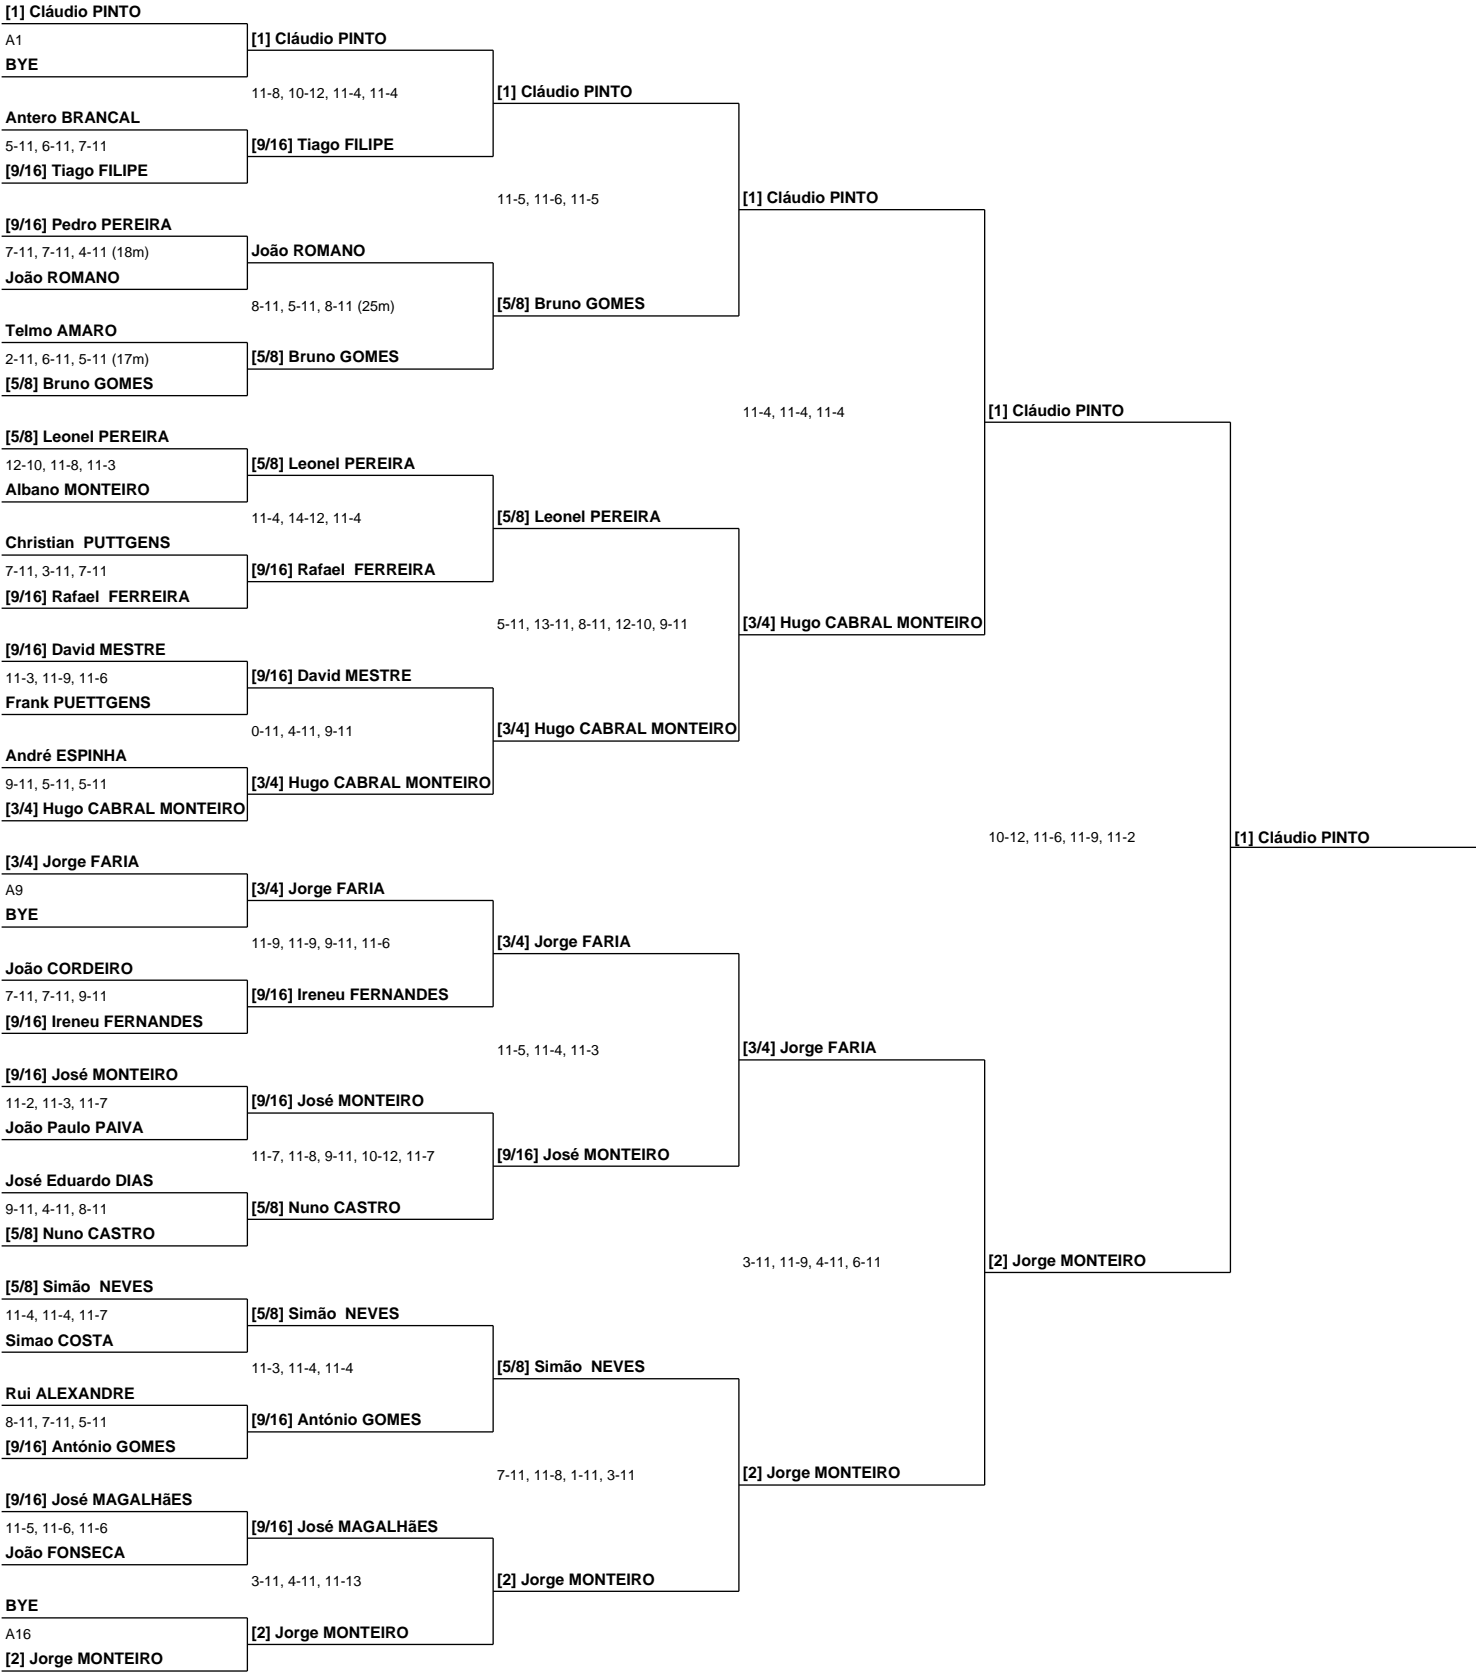 [1] Cláudio PINTO
A1
BYE
Antero BRANCAL
5-11, 6-11, 7-11
[9/16] Tiago FILIPE
[9/16] Pedro PEREIRA
7-11, 7-11, 4-11 (18m)
João ROMANO
Telmo AMARO
2-11, 6-11, 5-11 (17m)
[5/8] Bruno GOMES
[5/8] Leonel PEREIRA
12-10, 11-8, 11-3
Albano MONTEIRO
Christian  PUTTGENS
7-11, 3-11, 7-11
[9/16] Rafael  FERREIRA
[9/16] David MESTRE
11-3, 11-9, 11-6
Frank PUETTGENS
André ESPINHA
9-11, 5-11, 5-11
[3/4] Hugo CABRAL MONTEIRO
[3/4] Jorge FARIA
A9
BYE
João CORDEIRO
7-11, 7-11, 9-11
[9/16] Ireneu FERNANDES
[9/16] José MONTEIRO
11-2, 11-3, 11-7
João Paulo PAIVA
José Eduardo DIAS
9-11, 4-11, 8-11
[5/8] Nuno CASTRO
[5/8] Simão  NEVES
11-4, 11-4, 11-7
Simao COSTA
Rui ALEXANDRE
8-11, 7-11, 5-11
[9/16] António GOMES
[9/16] José MAGALHãES
11-5, 11-6, 11-6
João FONSECA
BYE
A16
[2] Jorge MONTEIRO
[1] Cláudio PINTO
11-8, 10-12, 11-4, 11-4
[9/16] Tiago FILIPE
João ROMANO
8-11, 5-11, 8-11 (25m)
[5/8] Bruno GOMES
[5/8] Leonel PEREIRA
11-4, 14-12, 11-4
[9/16] Rafael  FERREIRA
[9/16] David MESTRE
0-11, 4-11, 9-11
[3/4] Hugo CABRAL MONTEIRO
[3/4] Jorge FARIA
11-9, 11-9, 9-11, 11-6
[9/16] Ireneu FERNANDES
[9/16] José MONTEIRO
11-7, 11-8, 9-11, 10-12, 11-7
[5/8] Nuno CASTRO
[5/8] Simão  NEVES
11-3, 11-4, 11-4
[9/16] António GOMES
[9/16] José MAGALHãES
3-11, 4-11, 11-13
[2] Jorge MONTEIRO
[1] Cláudio PINTO
11-5, 11-6, 11-5
[5/8] Bruno GOMES
[5/8] Leonel PEREIRA
5-11, 13-11, 8-11, 12-10, 9-11
[3/4] Hugo CABRAL MONTEIRO
[3/4] Jorge FARIA
11-5, 11-4, 11-3
[9/16] José MONTEIRO
[5/8] Simão  NEVES
7-11, 11-8, 1-11, 3-11
[2] Jorge MONTEIRO
[1] Cláudio PINTO
11-4, 11-4, 11-4
[3/4] Hugo CABRAL MONTEIRO
[3/4] Jorge FARIA
3-11, 11-9, 4-11, 6-11
[2] Jorge MONTEIRO
[1] Cláudio PINTO
10-12, 11-6, 11-9, 11-2
[2] Jorge MONTEIRO
[1] Cláudio PINTO